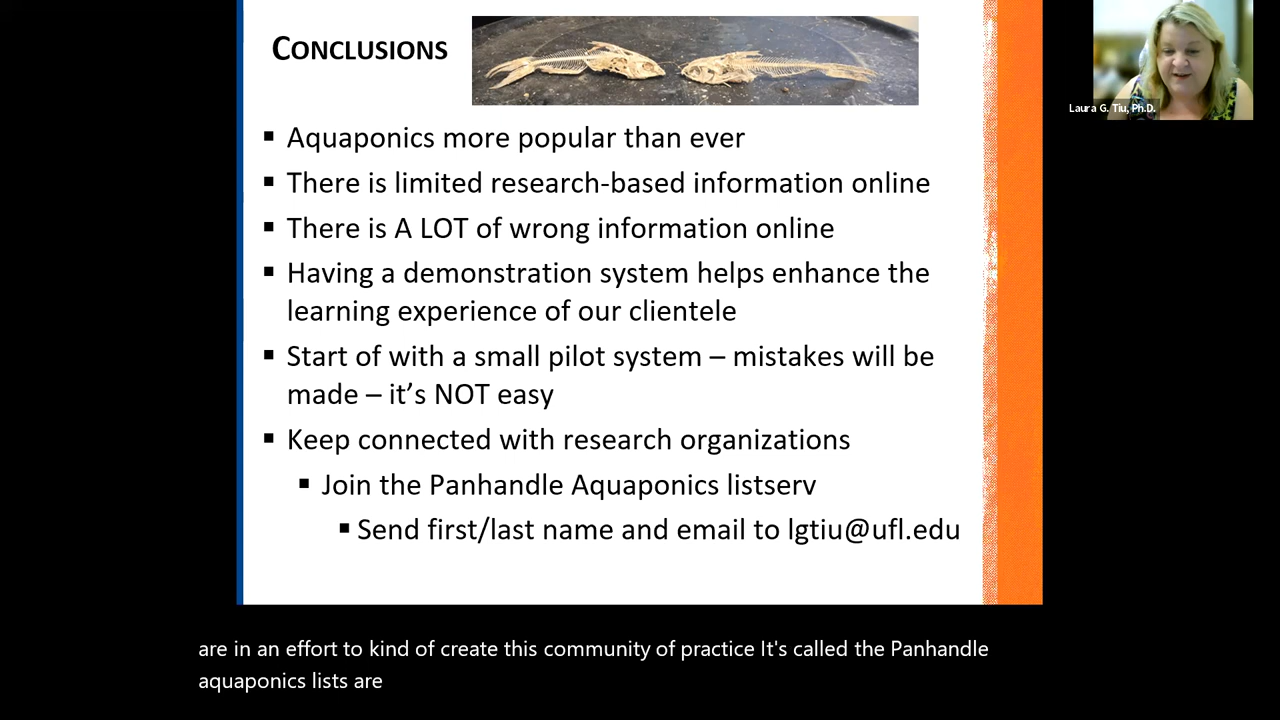 CONCLUSIONS
Laura G. Tiu, Ph.D.
▪ Aquaponics more popular than ever
▪ There is limited research-based information online
▪ There is A LOT of wrong information online
▪ Having a demonstration system helps enhance the
learning experience of our clientele
▪ Start of with a small pilot system – mistakes will be
made – it’s NOT easy
▪ Keep connected with research organizations
▪ Join the Panhandle Aquaponics listserv
▪ Send first/last name and email to lgtiu@ufl.edu
are in an effort to kind of create this community of practice It's called the Panhandle
aquaponics lists are